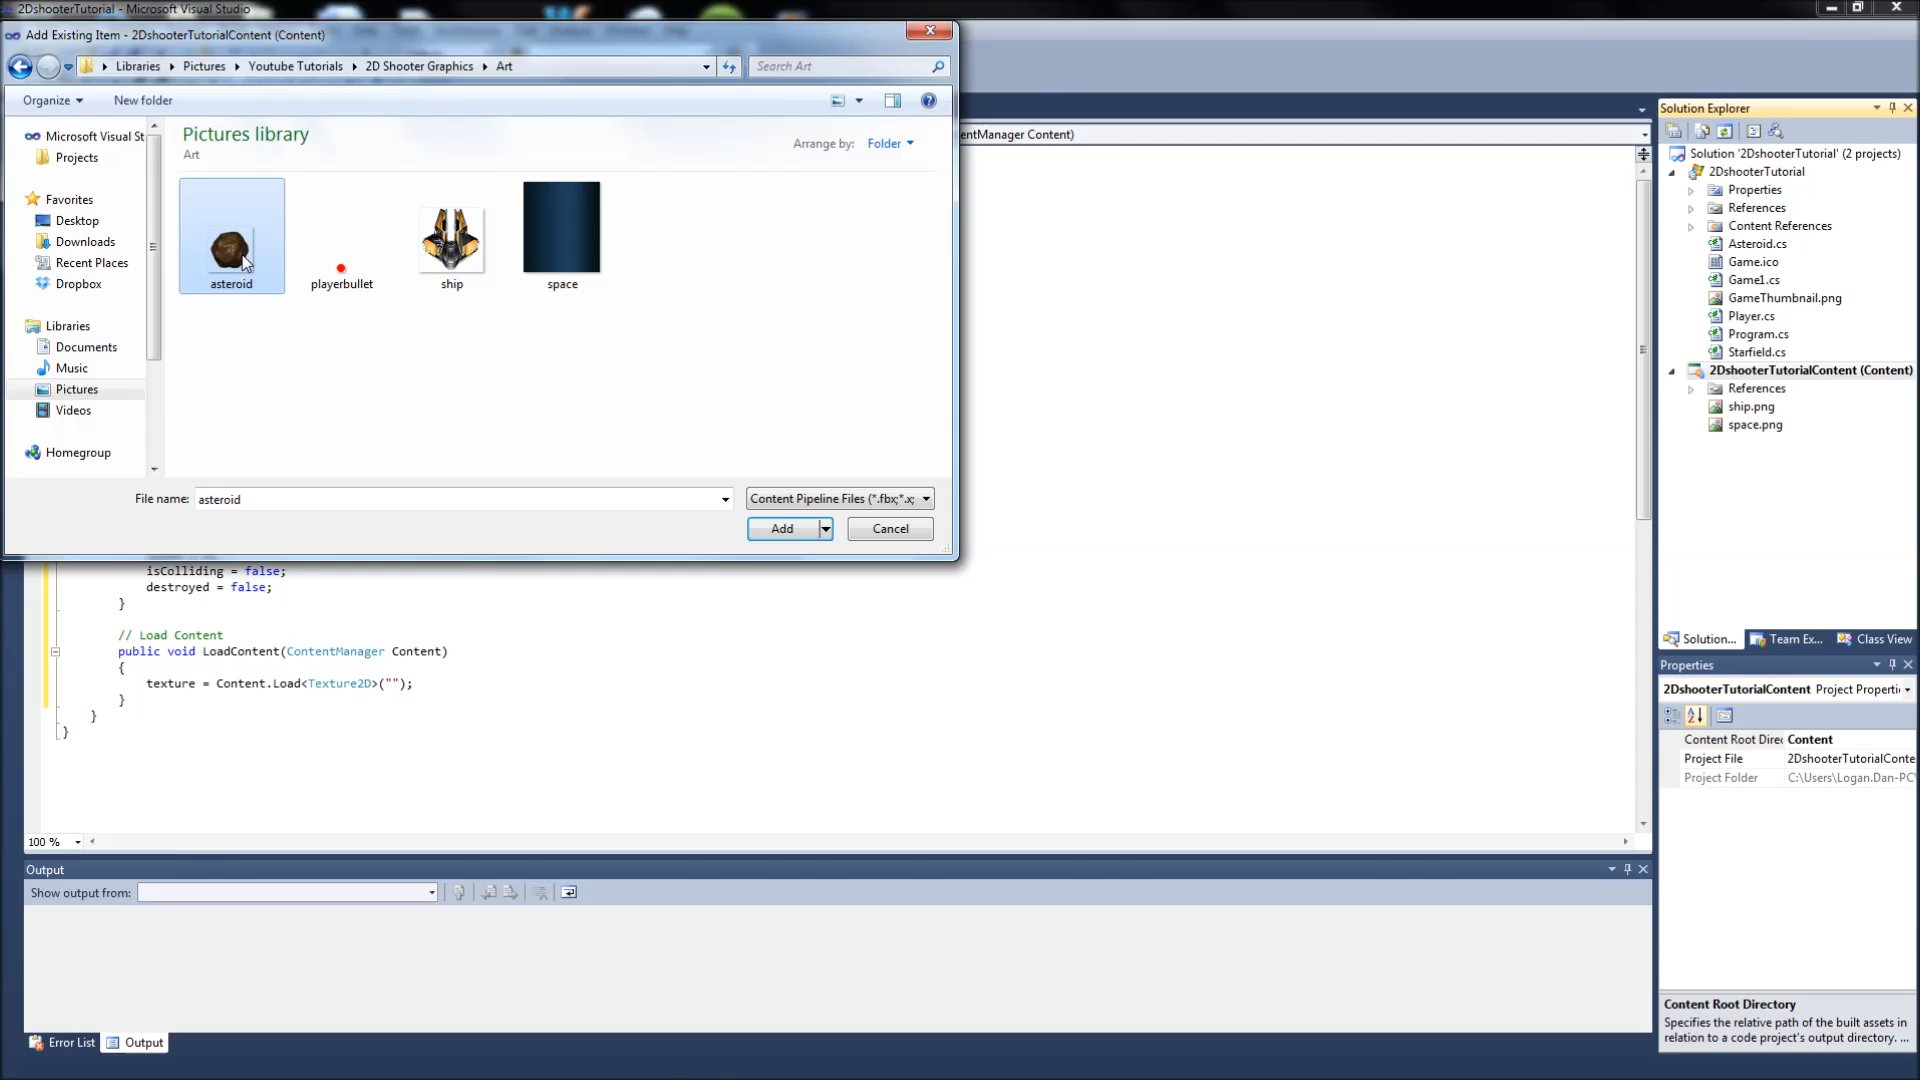 2DshooterTutorial - Microsoft Visual Studio
Add Existing Item - 2DshooterTutorialContent (Content)
Libraries Pictures Youtube Tutorials 2D Shooter Graphics Art
Search Art
Organize New folder
Microsoft Visual St
Projects
Favorites
Desktop
Downloads
Recent Places
Dropbox
Libraries
Documents
Music
Pictures
Videos
Homegroup
Pictures library
Art
Arrange by: Folder
asteroid
playerbullet
ship
space
File name: asteroid
Content Pipeline Files (*.fbx;*.x;
Add
Cancel
entManager Content)
isColliding = false;
destroyed = false;
}
// Load Content
public void LoadContent(ContentManager Content)
{
texture = Content.Load<Texture2D>("");
}
}
}
100 %
Output
Show output from:
Error List
Output
Solution Explorer
Solution '2DshooterTutorial' (2 projects)
2DshooterTutorial
Properties
References
Content References
Asteroid.cs
Game.ico
Game1.cs
GameThumbnail.png
Player.cs
Program.cs
Starfield.cs
2DshooterTutorialContent (Content)
References
ship.png
space.png
Solution...
Team Ex...
Class View
Properties
2DshooterTutorialContent Project Properti
Content Root Direc Content
Project File 2DshooterTutorialConte
Project Folder C:\Users\Logan.Dan-PC\
Content Root Directory
Specifies the relative path of the built assets in
relation to a code project's output directory. ...